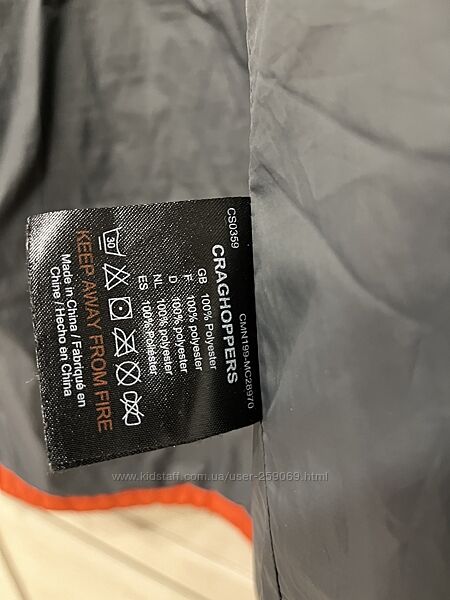 CS0359
CMN199-MC28970
CRAGHOPPERS
GB 100% Polyester
F 100% polyester
D 100% polyester
NL 100% polyester
ES 100% Poliéster
30
KEEP AWAY FROM FIRE
Made in China / Fabriqué en
Chine / Hecho en China
www.kidstaff.com.ua/user-259069.html